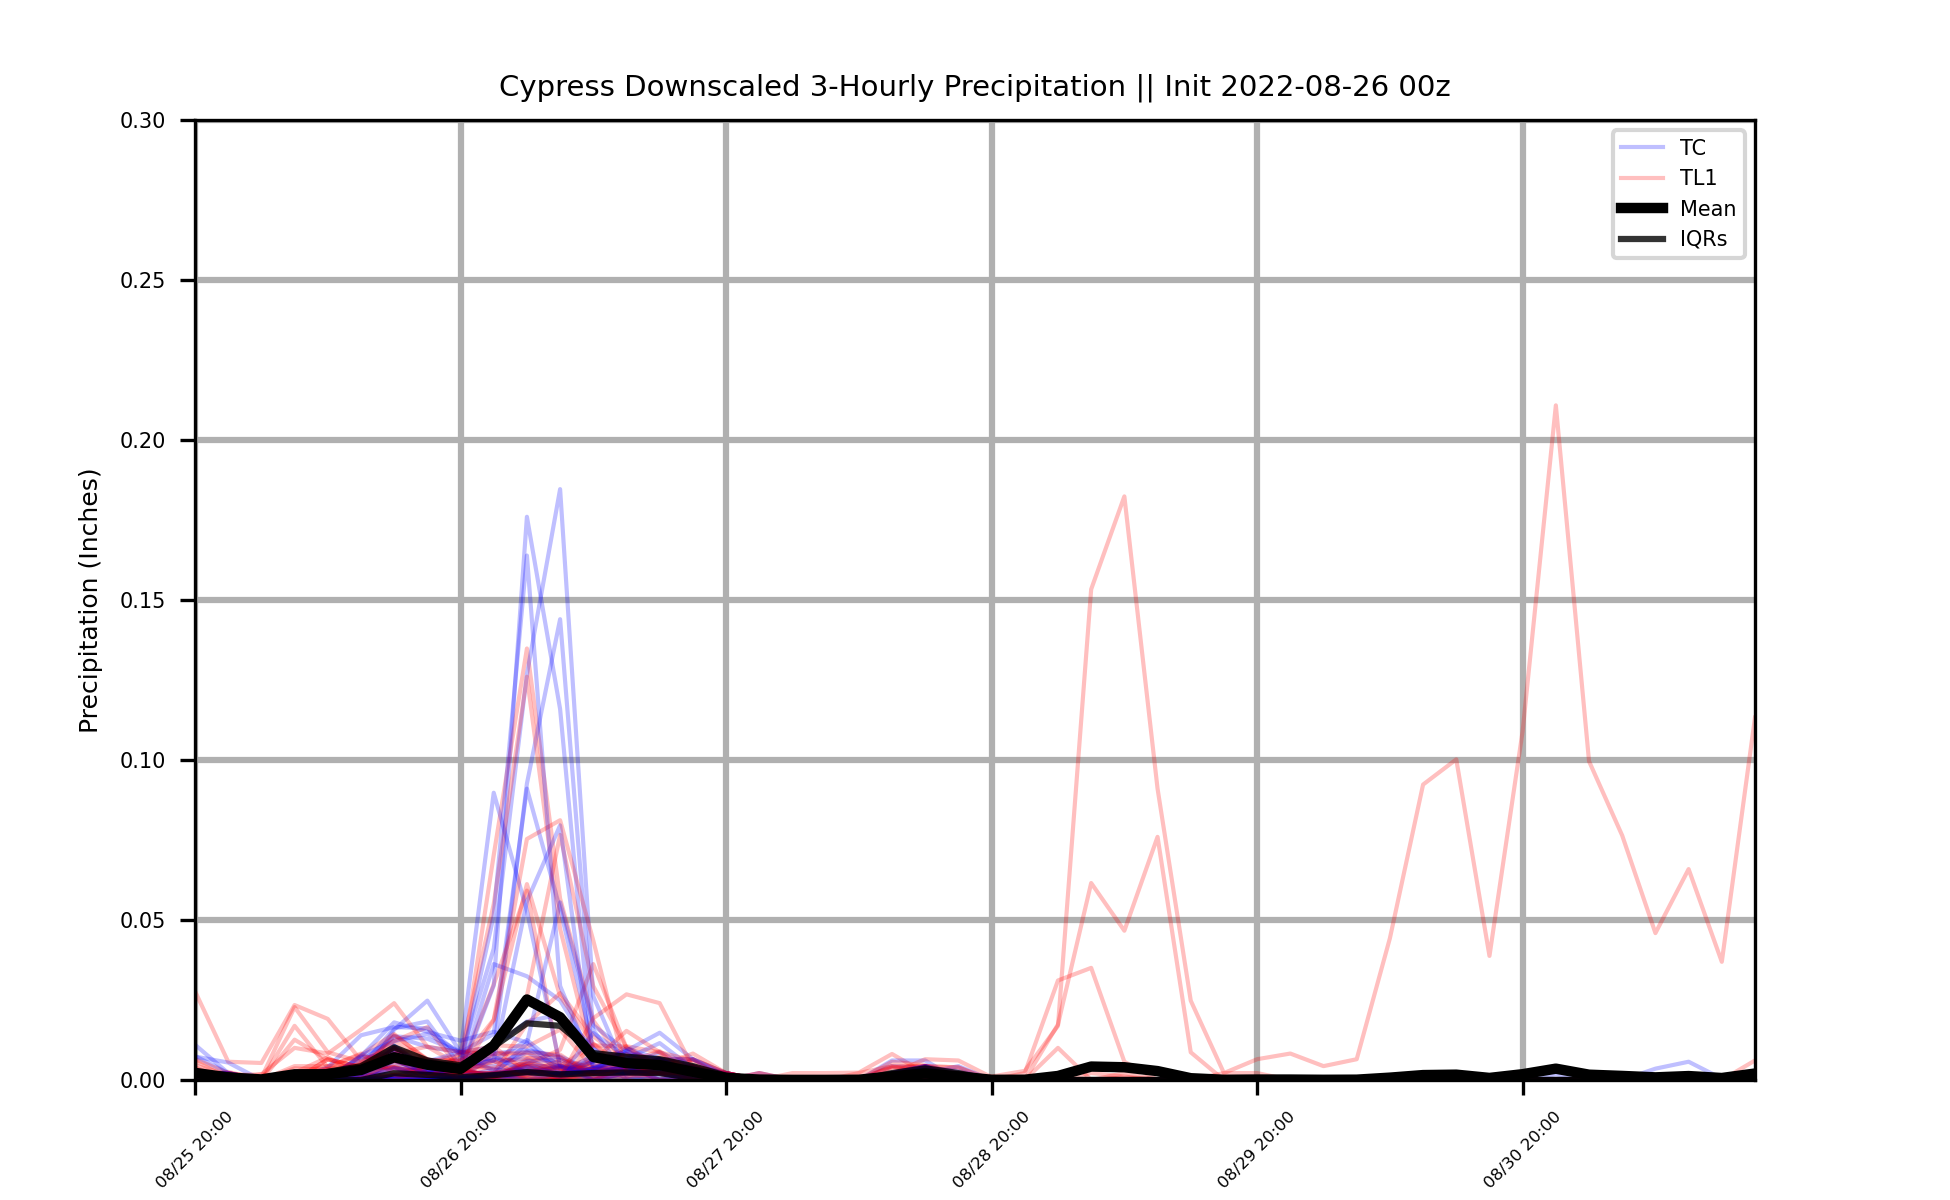 Cypress Downscaled 3-Hourly Precipitation || Init 2022-08-26 00z
0.30
0.25
0.20
0.15
0.10
0.05
0.00
Precipitation (Inches)
TC
TL1
Mean
IQRs
08/25 20:00
08/26 20:00
08/27 20:00
08/28 20:00
08/29 20:00
08/30 20:00